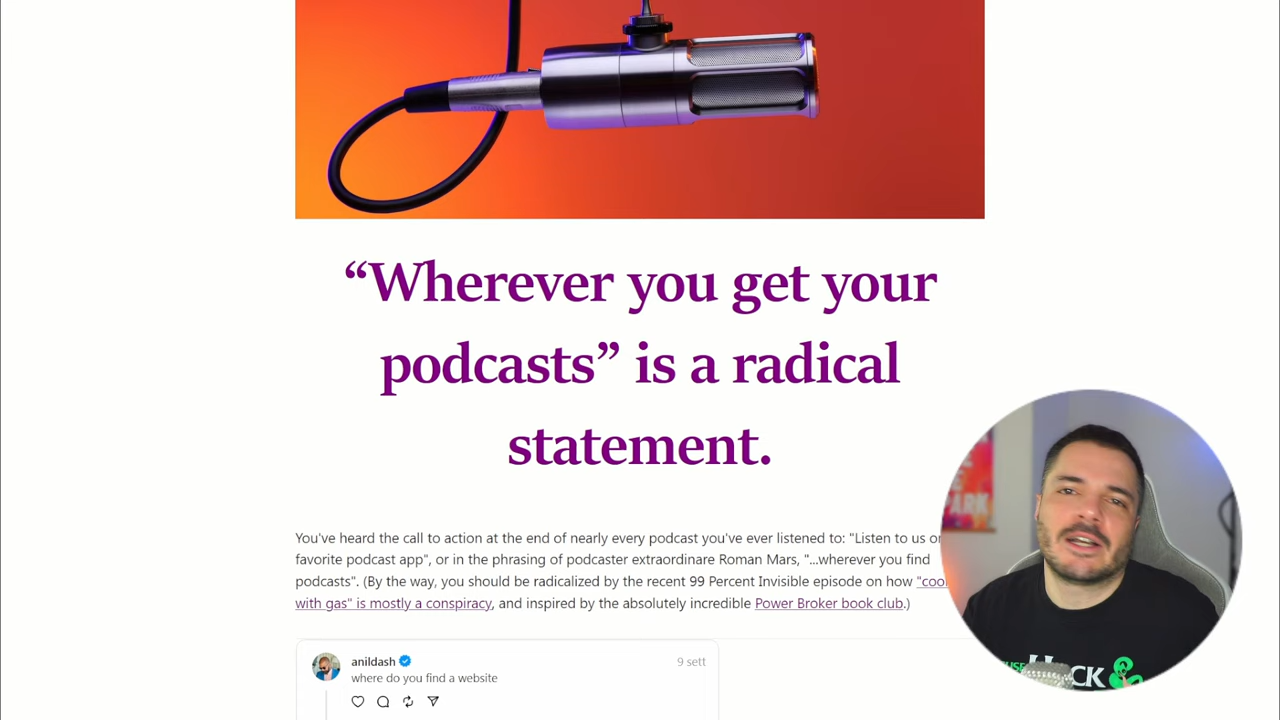 “Wherever you get your
podcasts” is a radical
statement.
You've heard the call to action at the end of nearly every podcast you've ever listened to: "Listen to us on
favorite podcast app", or in the phrasing of podcaster extraordinare Roman Mars, "...wherever you find
podcasts". (By the way, you should be radicalized by the recent 99 Percent Invisible episode on how
with gas" is mostly a conspiracy, and inspired by the absolutely incredible Power Broker book club.)
anildash
9 sett
where do you find a website
PARK